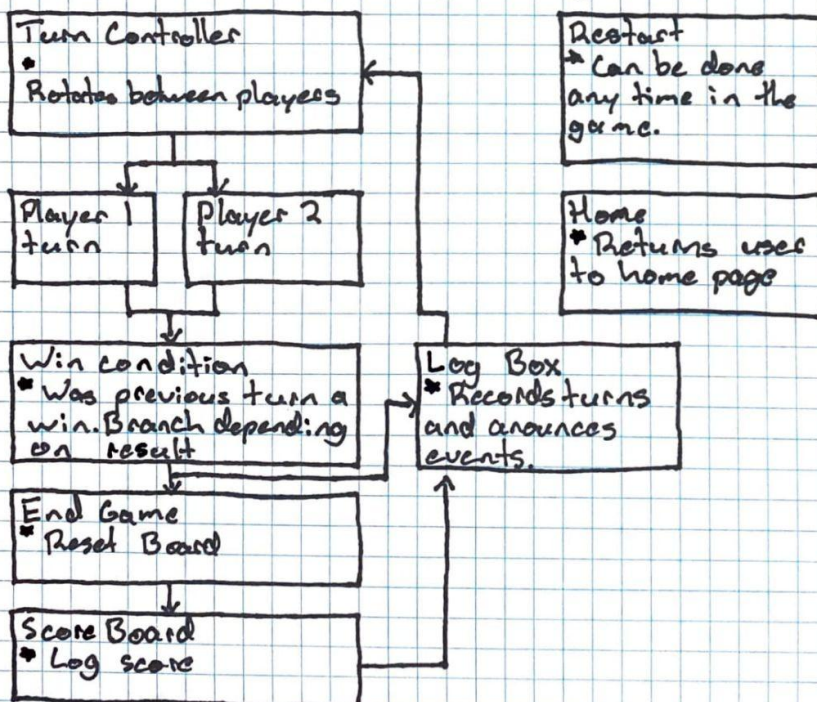 Turn Controller
* Rotates between players
Restart
* Can be done
any time in the
game.
Player 1
turn
Player 2
turn
Home
* Returns user
to home page
Win condition
* Was previous turn a
win. Branch depending
on result
Log Box
* Records turns
and anounces
events.
End Game
* Reset Board
Score Board
* Log score